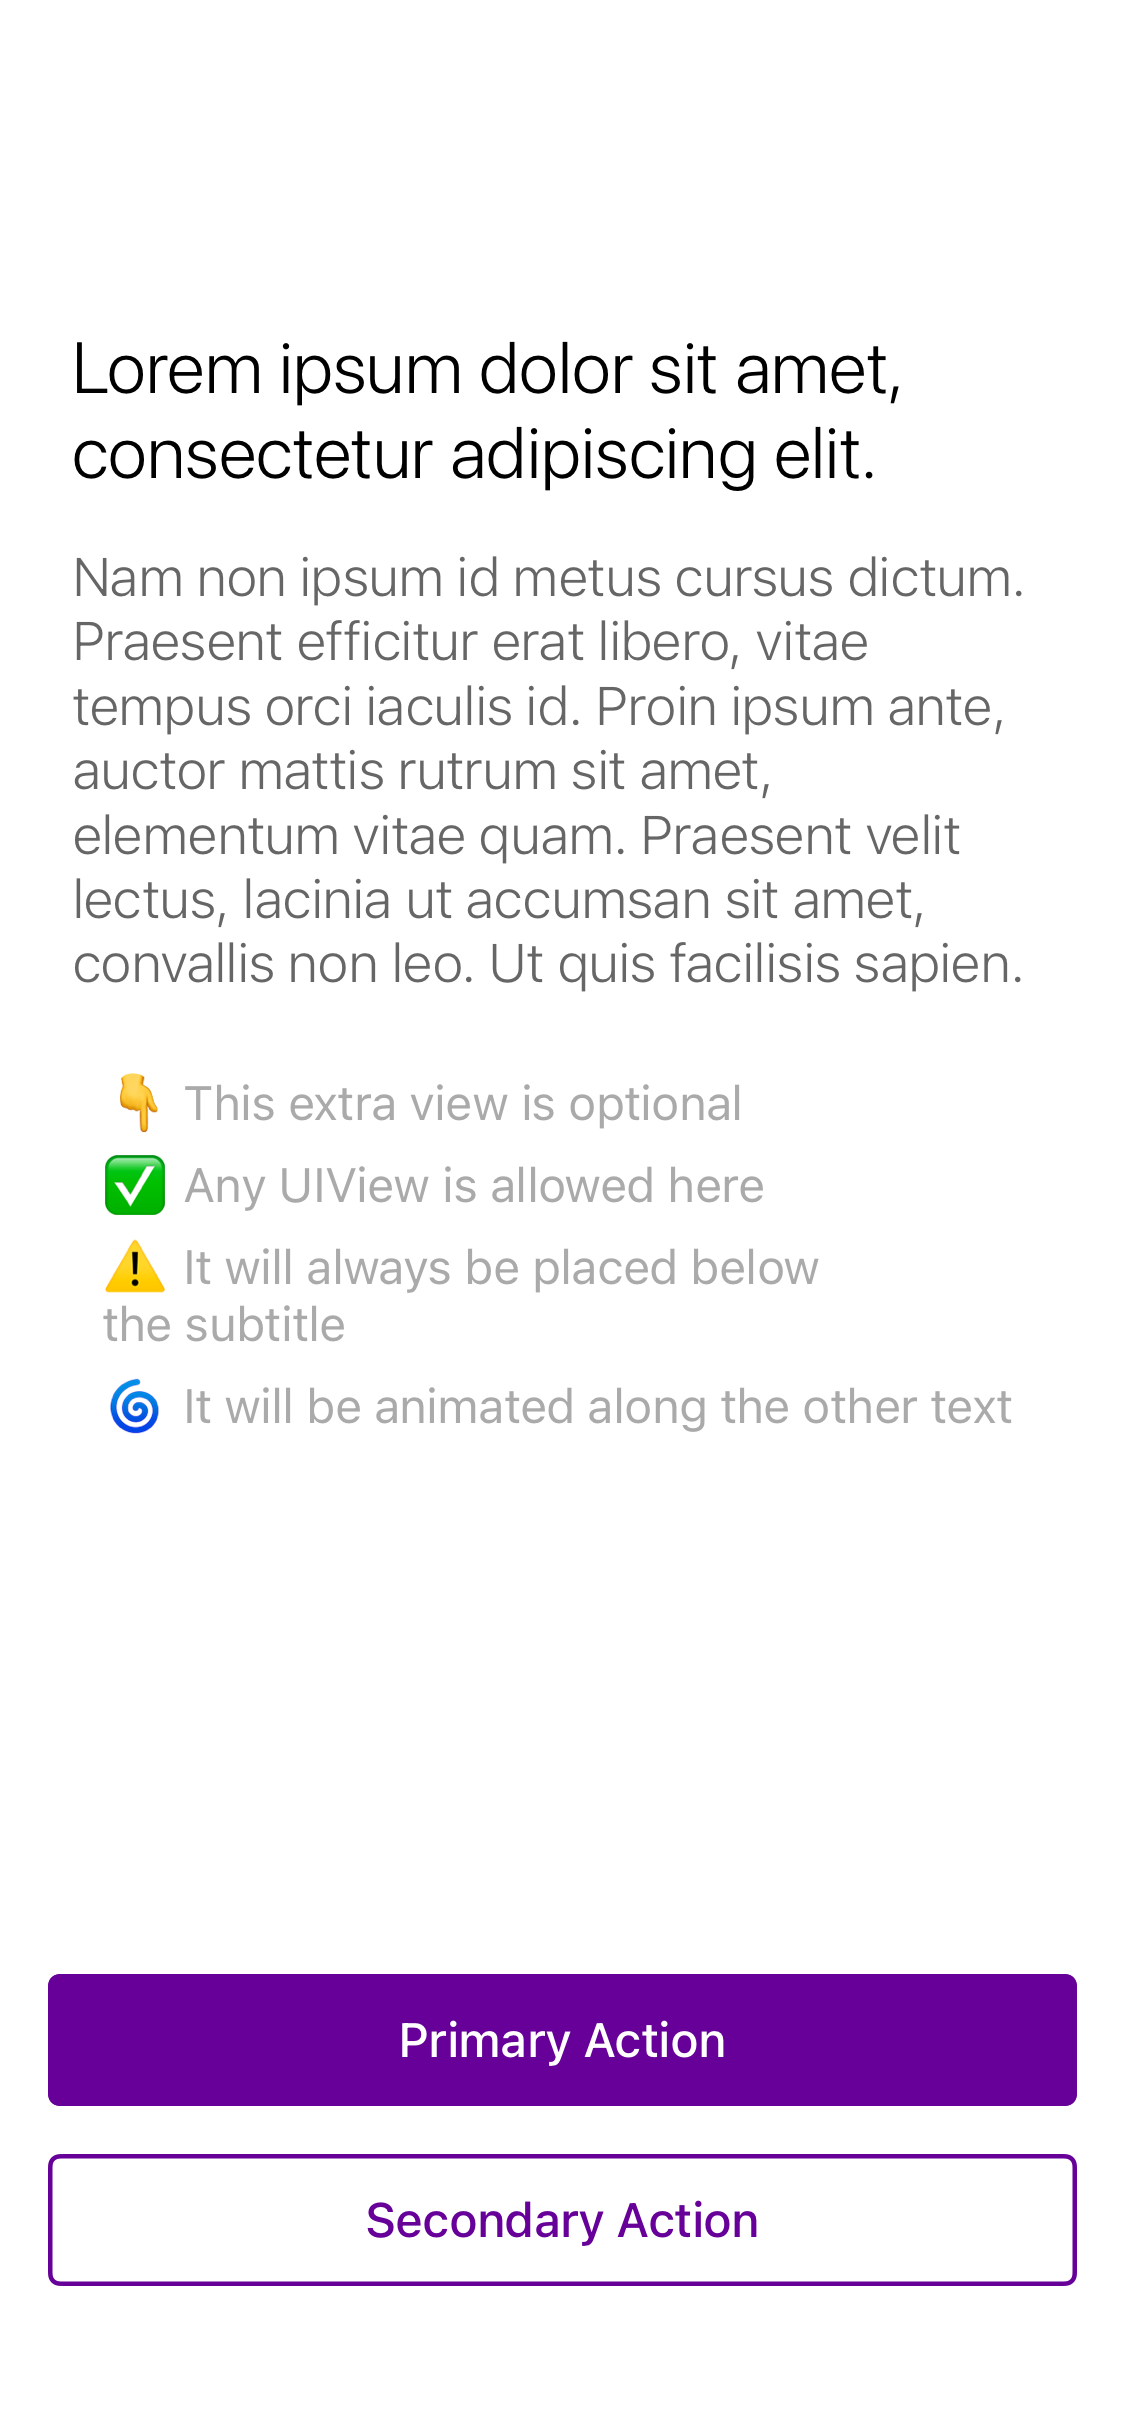 Lorem ipsum dolor sit amet,
consectetur adipiscing elit.
Nam non ipsum id metus cursus dictum.
Praesent efficitur erat libero, vitae
tempus orci iaculis id. Proin ipsum ante,
auctor mattis rutrum sit amet,
elementum vitae quam. Praesent velit
lectus, lacinia ut accumsan sit amet,
convallis non leo. Ut quis facilisis sapien.
👇 This extra view is optional
✅ Any UIView is allowed here
⚠️ It will always be placed below
the subtitle
🌀 It will be animated along the other text
Primary Action
Secondary Action